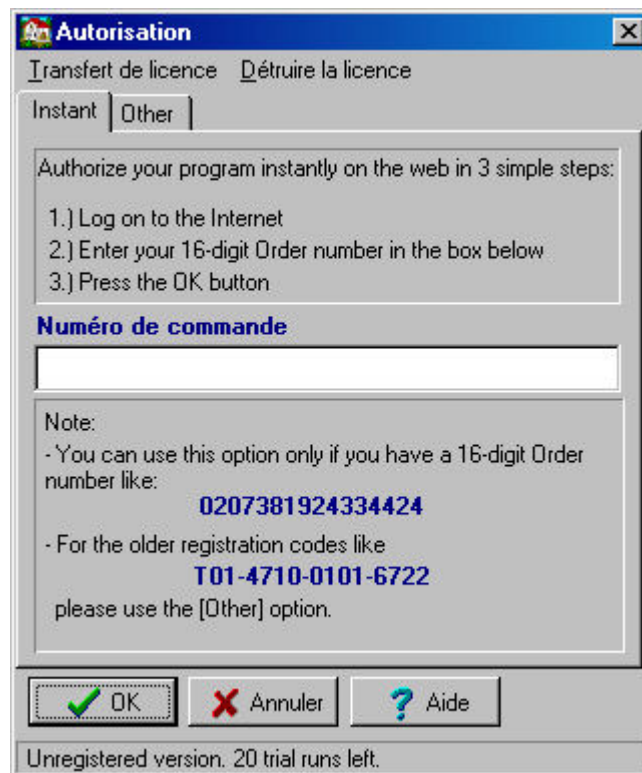 Autorisation
Transfert de licence Détruire la licence
Instant Other
Authorize your program instantly on the web in 3 simple steps:
1.) Log on to the Internet
2.) Enter your 16-digit Order number in the box below
3.) Press the OK button
Numéro de commande
Note:
- You can use this option only if you have a 16-digit Order
number like:
0207381924334424
- For the older registration codes like
T01-4710-0101-6722
please use the [Other] option.
OK Annuler Aide
Unregistered version. 20 trial runs left.